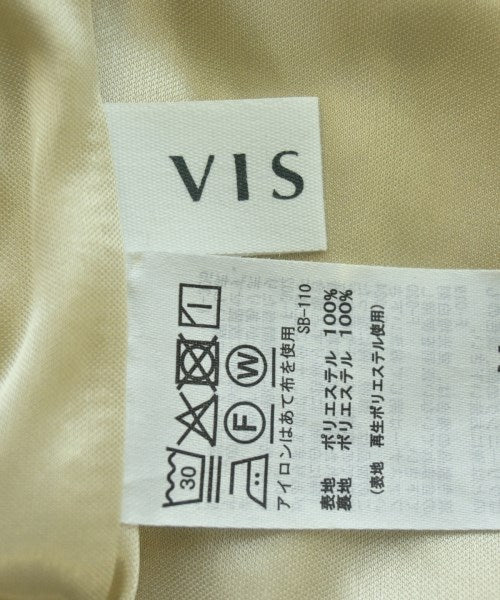 VIS
30
F W
アイロンはあて布を使用
SB-110
表地 ポリエステル 100%
裏地 ポリエステル 100%
(表地 再生ポリエステル使用)